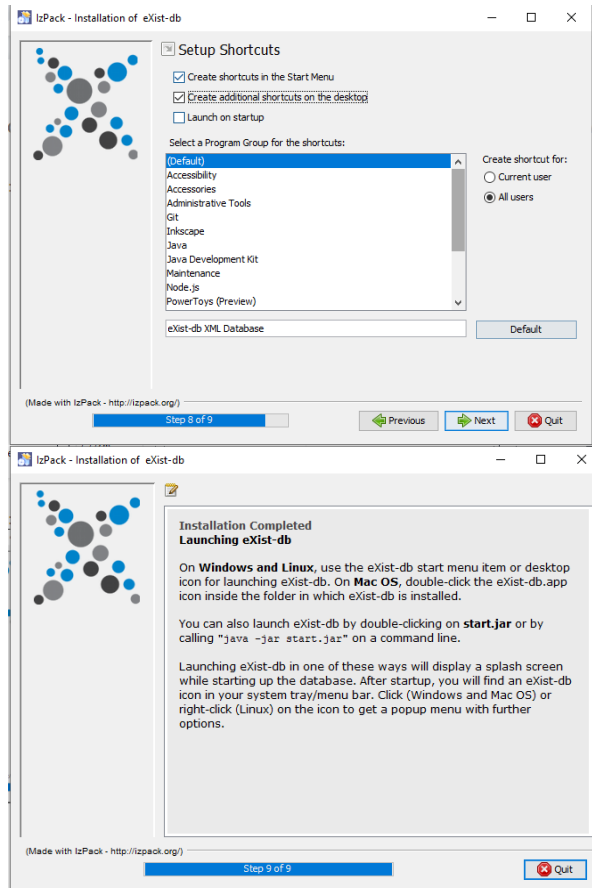 IzPack - Installation of eXist-db
Setup Shortcuts
Create shortcuts in the Start Menu
Create additional shortcuts on the desktop
Launch on startup
Select a Program Group for the shortcuts:
(Default)
Accessibility
Accessories
Administrative Tools
Git
Inkscape
Java
Java Development Kit
Maintenance
Node.js
PowerToys (Preview)
Create shortcut for:
Current user
All users
eXist-db XML Database
Default
(Made with IzPack - http://izpack.org/)
Step 8 of 9
Previous
Next
Quit
IzPack - Installation of eXist-db
Installation Completed
Launching eXist-db
On Windows and Linux, use the eXist-db start menu item or desktop
icon for launching eXist-db. On Mac OS, double-click the eXist-db.app
icon inside the folder in which eXist-db is installed.
You can also launch eXist-db by double-clicking on start.jar or by
calling "java -jar start.jar" on a command line.
Launching eXist-db in one of these ways will display a splash screen
while starting up the database. After startup, you will find an eXist-db
icon in your system tray/menu bar. Click (Windows and Mac OS) or
right-click (Linux) on the icon to get a popup menu with further
options.
(Made with IzPack - http://izpack.org/)
Step 9 of 9
Quit